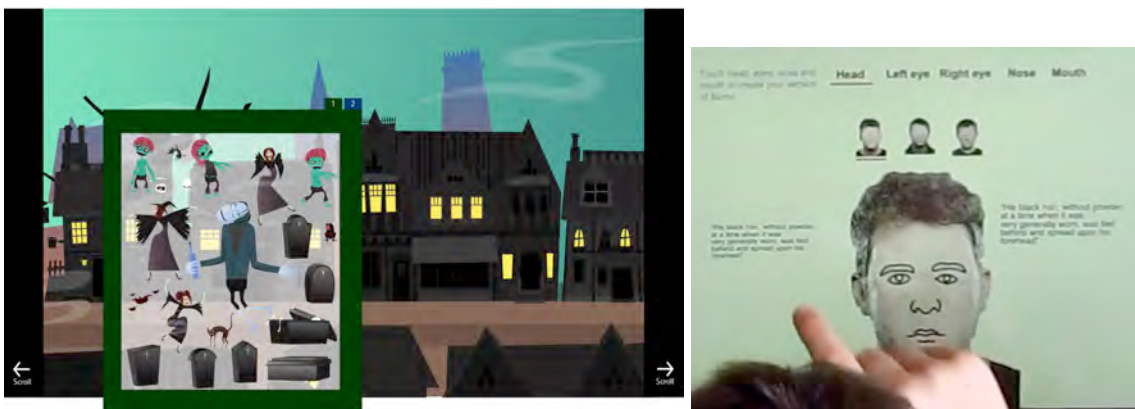 1 2
Scroll
Scroll
Touch head, eyes, nose and
mouth to create your version
of Burns
Head Left eye Right eye Nose Mouth
"His black hair, without powder,
at a time when it was
very generally worn, was tied
behind and spread upon his
forehead"
"His black hair, without powder,
at a time when it was
very generally worn, was tied
behind and spread upon his
forehead"